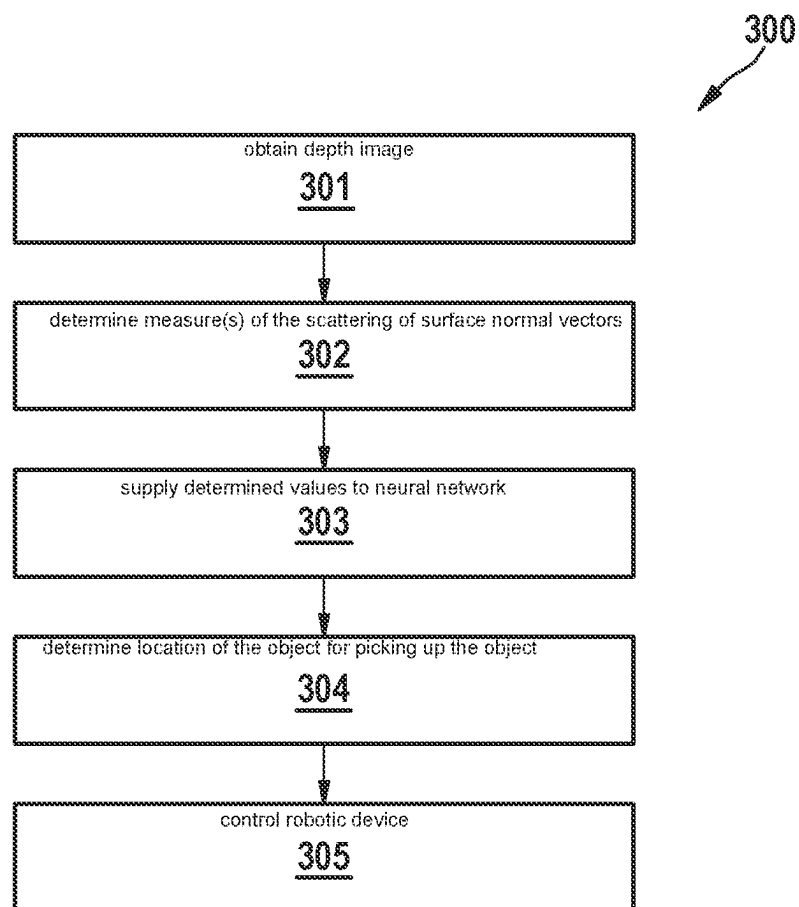 300
obtain depth image
301
determine measure(s) of the scattering of surface normal vectors
302
supply determined values to neural network
303
determine location of the object for picking up the object
304
control robotic device
305